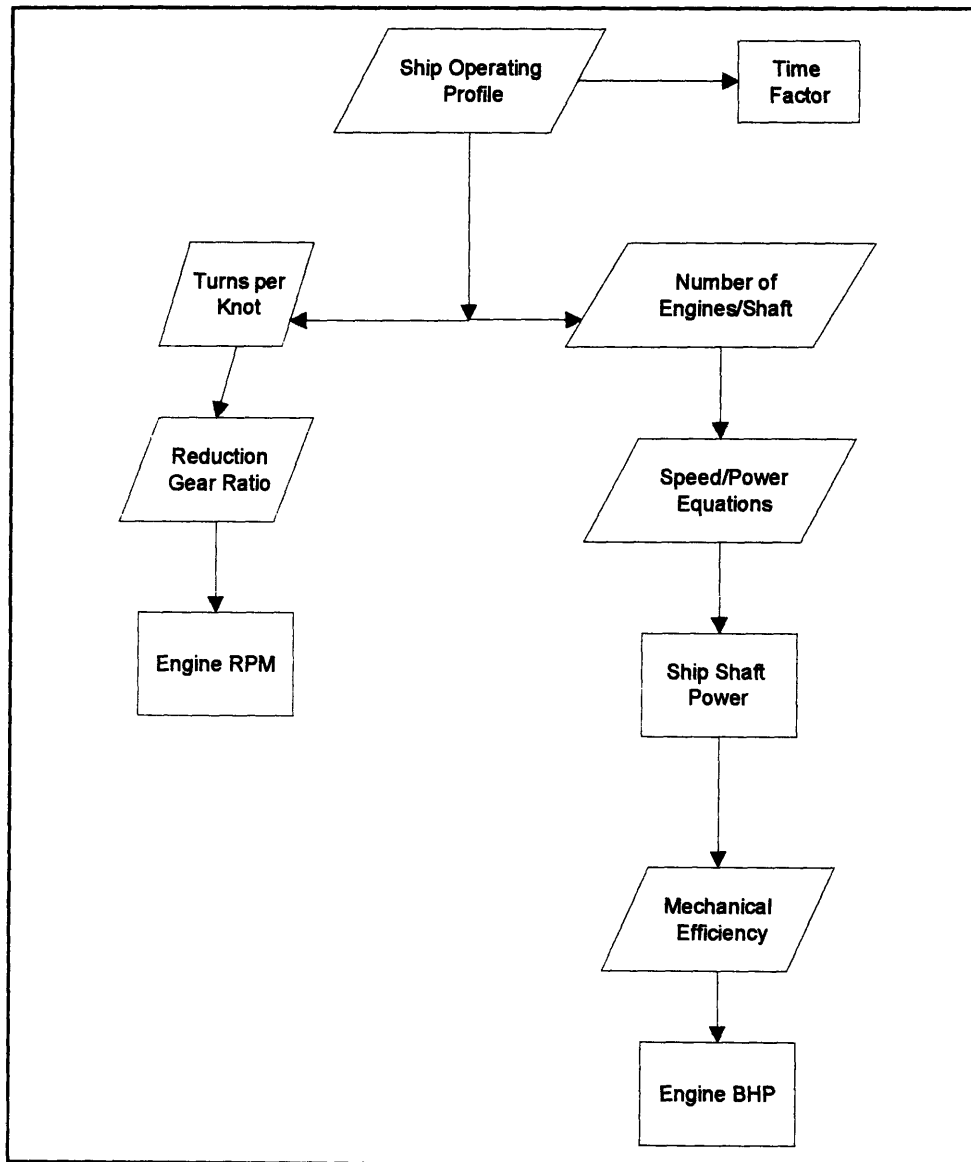 Ship Operating
Profile
Time
Factor
Turns per
Knot
Number of
Engines/Shaft
Reduction
Gear Ratio
Speed/Power
Equations
Engine RPM
Ship Shaft
Power
Mechanical
Efficiency
Engine BHP